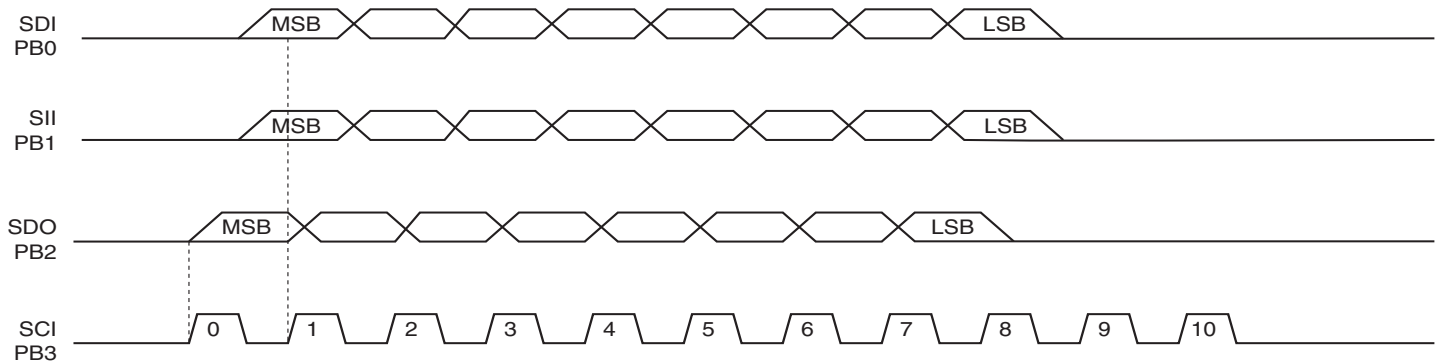 SDI
PB0
MSB
LSB
SII
PB1
MSB
LSB
SDO
PB2
MSB
LSB
SCI
PB3
0 1 2 3 4 5 6 7 8 9 10